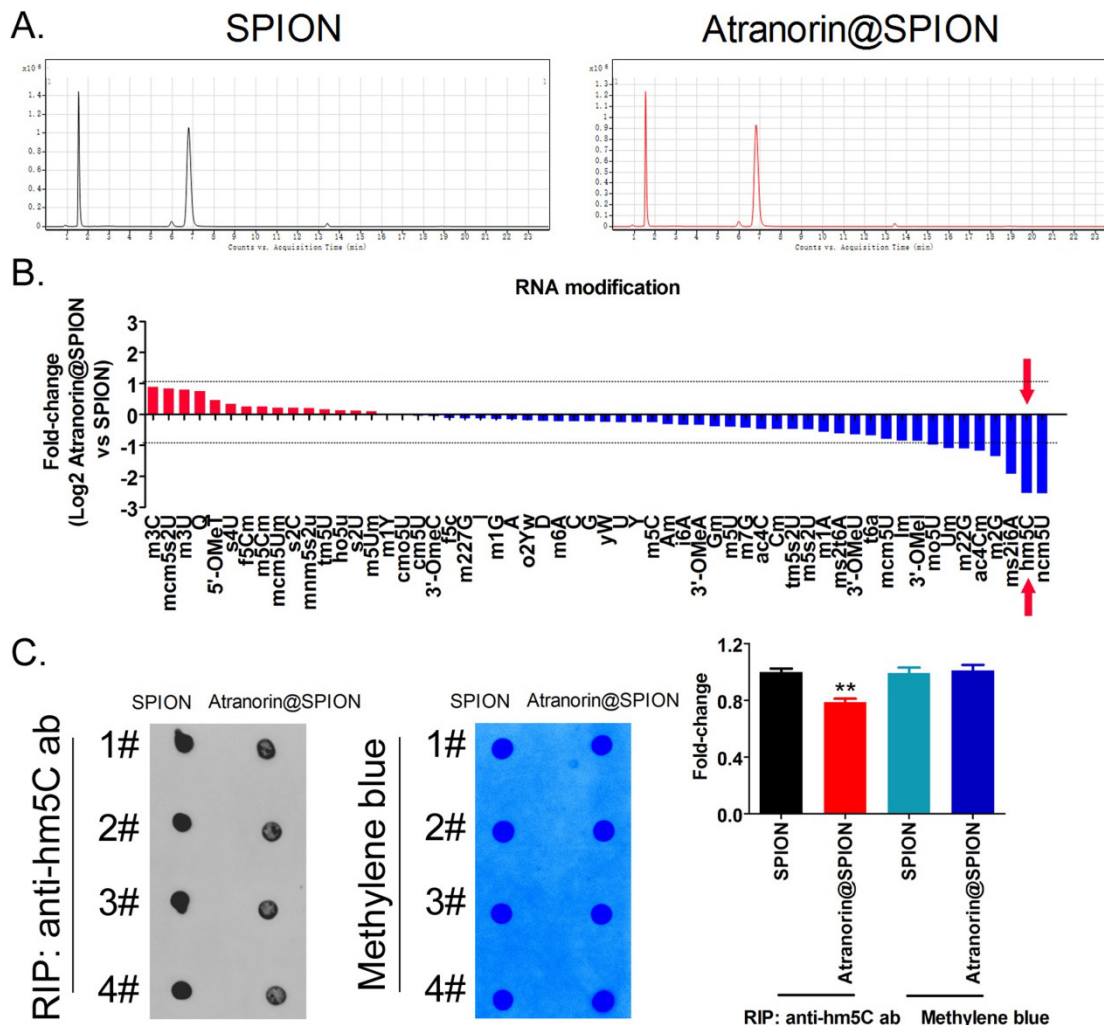 A.
SPION
Atranorin@SPION
x10
1.4
1.2
1
0.8
0.6
0.4
0.2
0
1 2 3 4 5 6 7 8 9 10 11 12 13 14 15 16 17 18 19 20 21 22 23
Counts vs. Acquisition Time (min)
x10
1.3
1.2
1.1
1
0.9
0.8
0.7
0.6
0.5
0.4
0.3
0.2
0.1
0
1 2 3 4 5 6 7 8 9 10 11 12 13 14 15 16 17 18 19 20 21 22 23
Counts vs. Acquisition Time (min)
B.
RNA modification
Fold-change
(Log2 Atranorin@SPION
vs SPION)
3
2
1
0
-1
-2
-3
m3C
mcm5s2U
m3U
Q
T
5'-OMeT
s4U
f5Cm
m5Cm
mcm5Um
s2C
mnm5s2u
tm5U
ho5u
s2U
m5Um
m1Y
cmo5U
cm5U
3'-OmeC
f5c
m227G
I
m1G
A
o2Yw
D
m6A
C
G
yW
U
Y
m5C
Am
i6A
3'-OMeA
Gm
m5U
m7G
ac4C
Cm
tm5s2U
m5s2U
m1A
ms2t6A
3'-OMeU
t6a
mcm5U
Im
3'-OMeI
mo5U
Um
m22G
ac4Cm
m2G
ms2t6A
hm5C
ncm5U
C.
SPION Atranorin@SPION
RIP: anti-hm5C ab
1#
2#
3#
4#
SPION Atranorin@SPION
Methylene blue
1#
2#
3#
4#
Fold-change
1.2
0.8
0.4
0.0
**
SPION
Atranorin@SPION
SPION
Atranorin@SPION
RIP: anti-hm5C ab Methylene blue